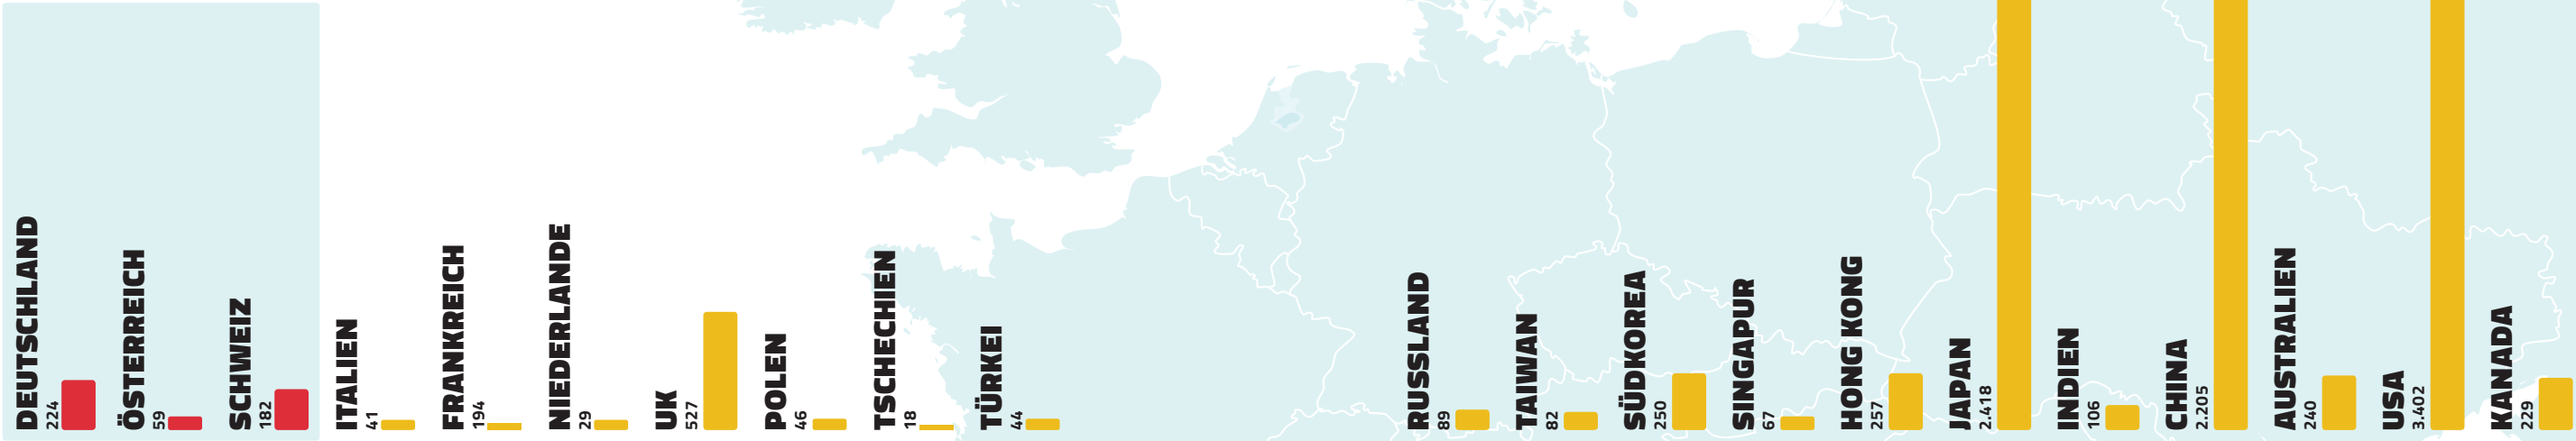 DEUTSCHLAND
224
ÖSTERREICH
59
SCHWEIZ
182
ITALIEN
41
FRANKREICH
194
NIEDERLANDE
29
UK
527
POLEN
46
TSCHECHIEN
18
TÜRKEI
44
RUSSLAND
89
TAIWAN
82
SÜDKOREA
250
SINGAPUR
67
HONG KONG
257
JAPAN
2.418
INDIEN
106
CHINA
2.205
AUSTRALIEN
240
USA
3.402
KANADA
229